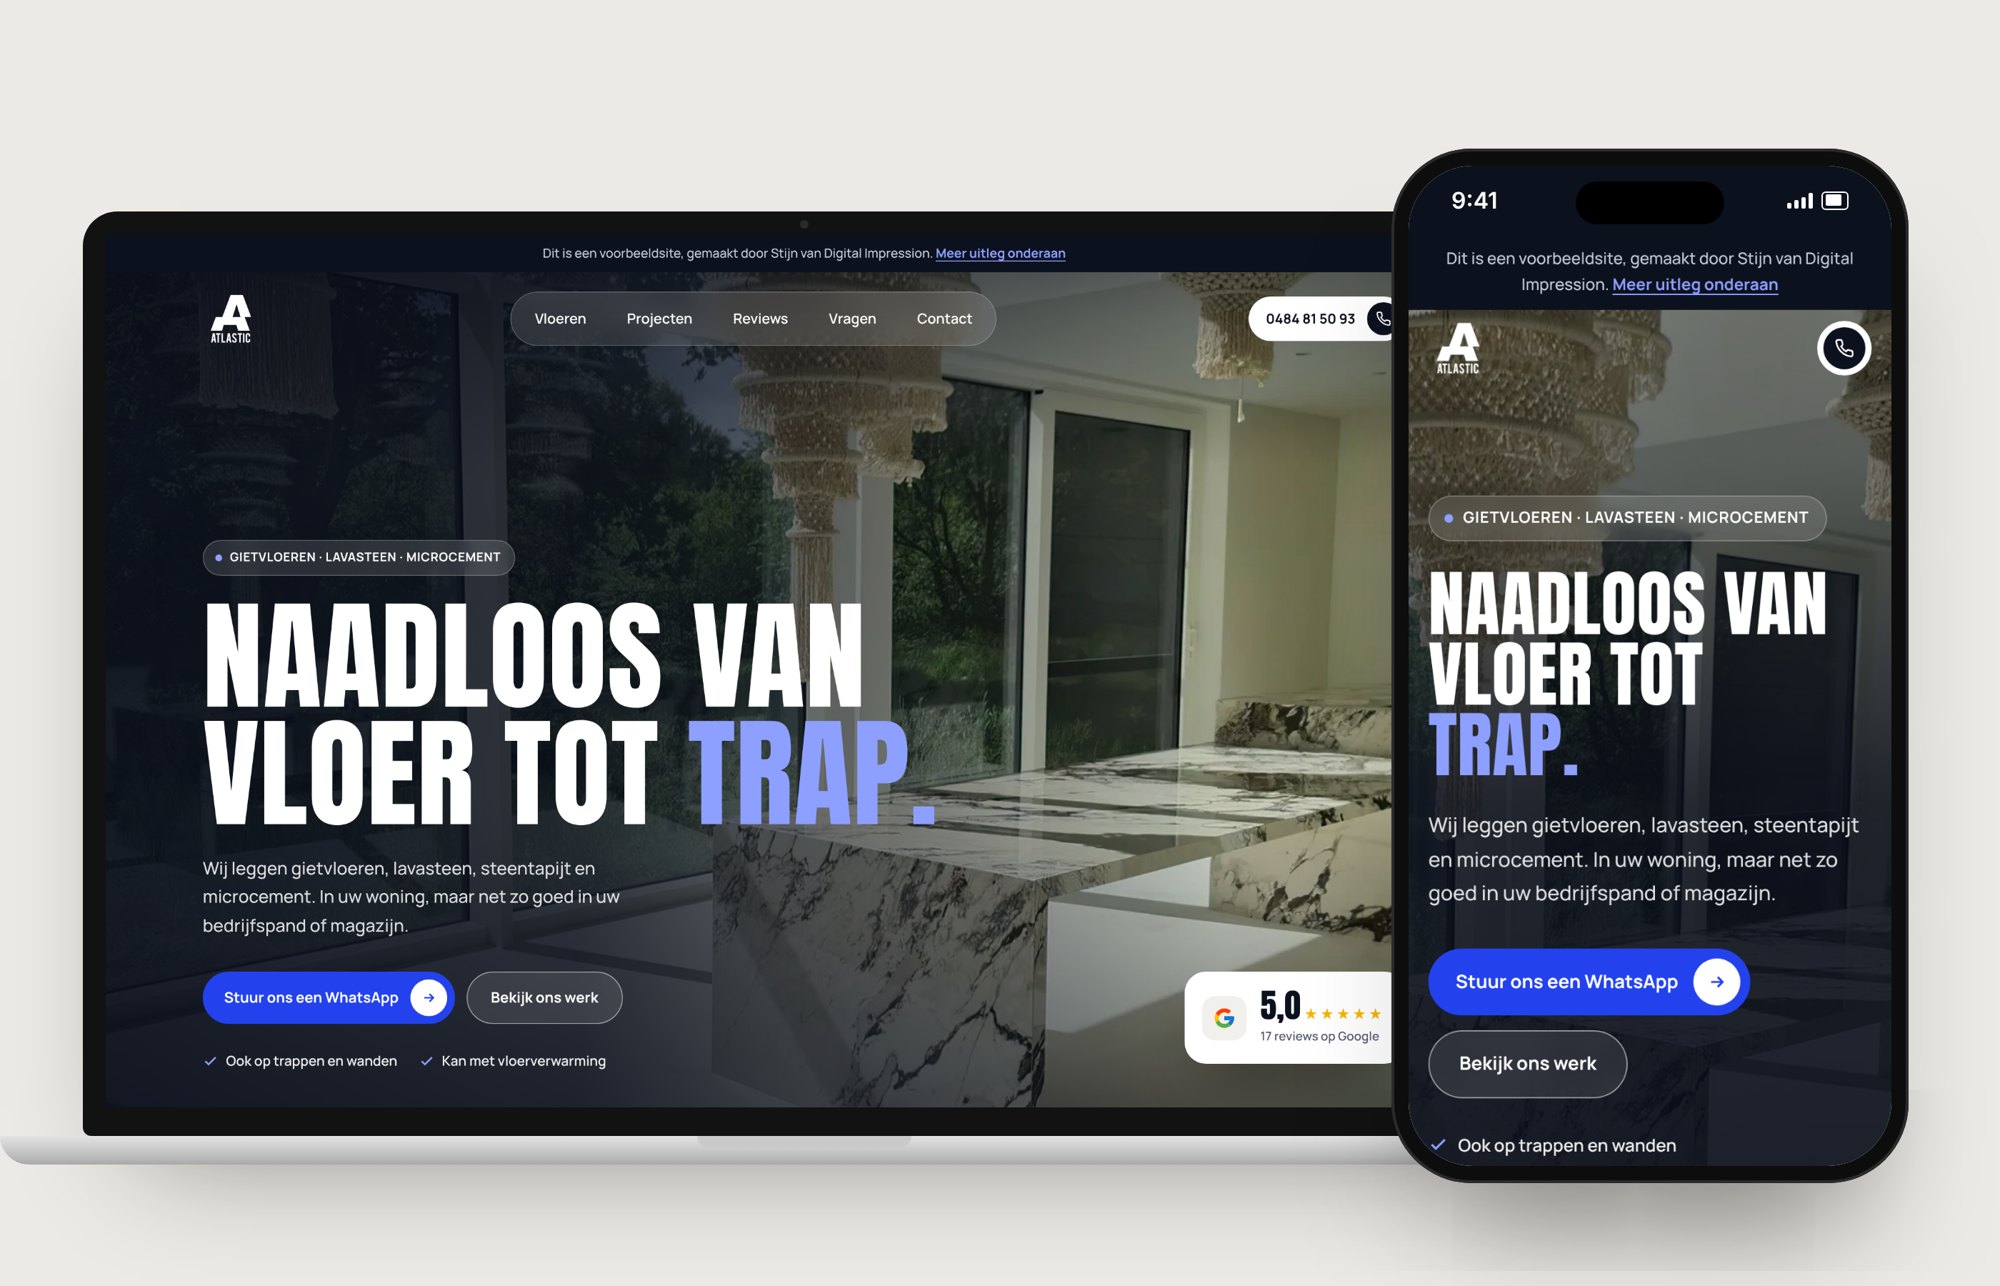 Dit is een voorbeeldsite, gemaakt door Stijn van Digital Impression. Meer uitleg onderaan
ATLASTIC
Vloeren Projecten Reviews Vragen Contact
0484 81 50 93
GIETVLOEREN · LAVASTEEN · MICROCEMENT
NAADLOOS VAN
VLOER TOT TRAP.
Wij leggen gietvloeren, lavasteen, steentapijt en
microcement. In uw woning, maar net zo goed in uw
bedrijfspand of magazijn.
Stuur ons een WhatsApp
Bekijk ons werk
Ook op trappen en wanden
Kan met vloerverwarming
5,0
17 reviews op Google
9:41
Dit is een voorbeeldsite, gemaakt door Stijn van Digital
Impression. Meer uitleg onderaan
ATLASTIC
GIETVLOEREN · LAVASTEEN · MICROCEMENT
NAADLOOS VAN
VLOER TOT
TRAP.
Wij leggen gietvloeren, lavasteen, steentapijt
en microcement. In uw woning, maar net zo
goed in uw bedrijfspand of magazijn.
Stuur ons een WhatsApp
Bekijk ons werk
Ook op trappen en wanden